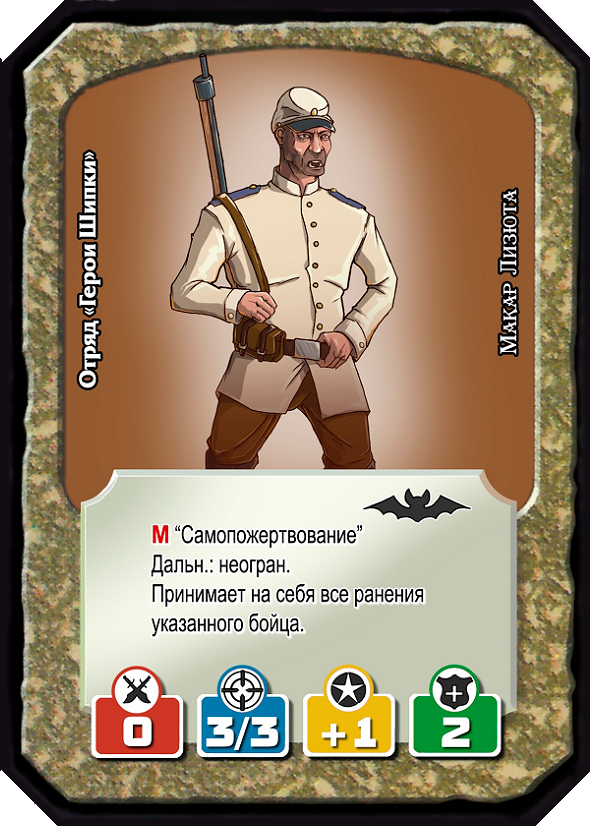 Отряд «Герои Шипки»
Макар Лизюта
М “Самопожертвование”
Дальн.: неогран.
Принимает на себя все ранения
указанного бойца.
0 3/3 +1 2